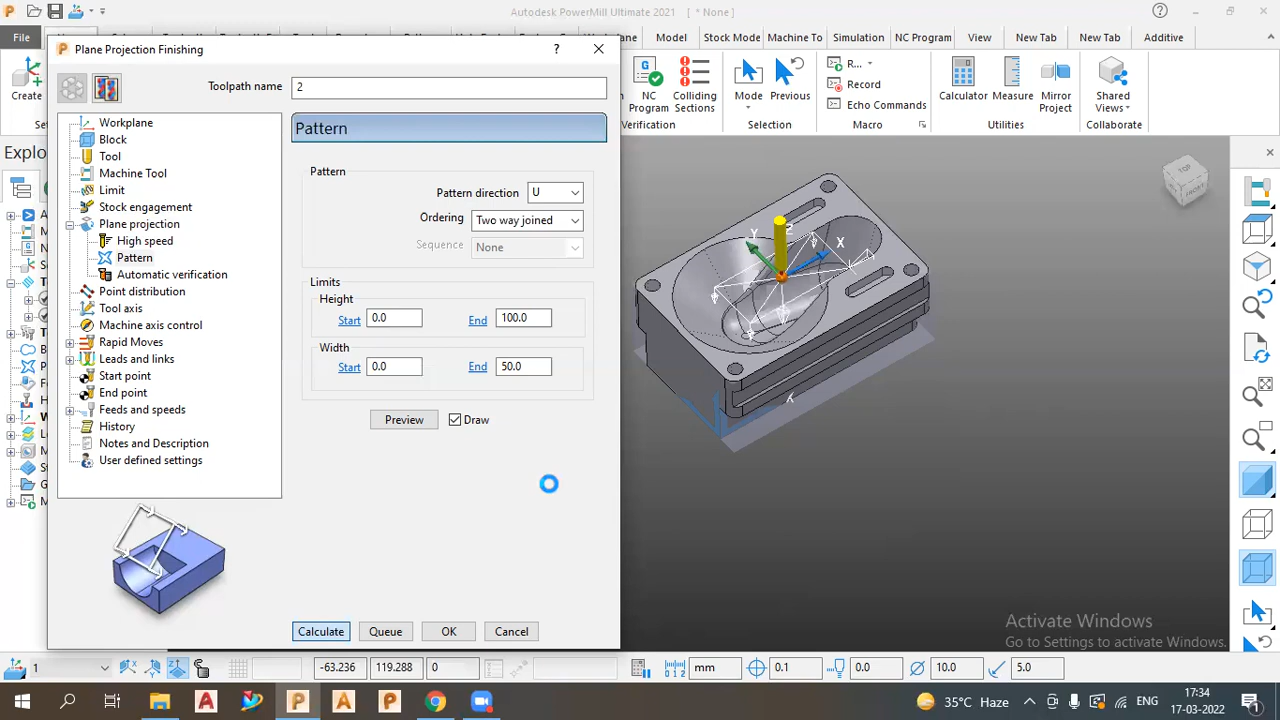 Autodesk PowerMill Ultimate 2021 [ * None ]
File
Model
Stock Mode
Machine To
Simulation
NC Program
View
New Tab
New Tab
Additive
Plane Projection Finishing
?
Create
NC Program
Colliding Sections
Verification
Mode
Previous
Selection
R...
Record
Echo Commands
Macro
Calculator
Measure
Mirror Project
Utilities
Shared Views
Collaborate
Explo
Toolpath name
2
Workplane
Block
Tool
Machine Tool
Limit
Stock engagement
Plane projection
High speed
Pattern
Automatic verification
Point distribution
Tool axis
Machine axis control
Rapid Moves
Leads and links
Start point
End point
Feeds and speeds
History
Notes and Description
User defined settings
Pattern
Pattern
Pattern direction
U
Ordering
Two way joined
Sequence
None
Limits
Height
Start
0.0
End
100.0
Width
Start
0.0
End
50.0
Preview
Draw
Calculate
Queue
OK
Cancel
Y
Z
X
TOP
FRONT
Activate Windows
Go to Settings to activate Windows.
1
-63.236
119.288
0
mm
0.1
0.0
10.0
5.0
35°C Haze
ENG
17:34
17-03-2022
1